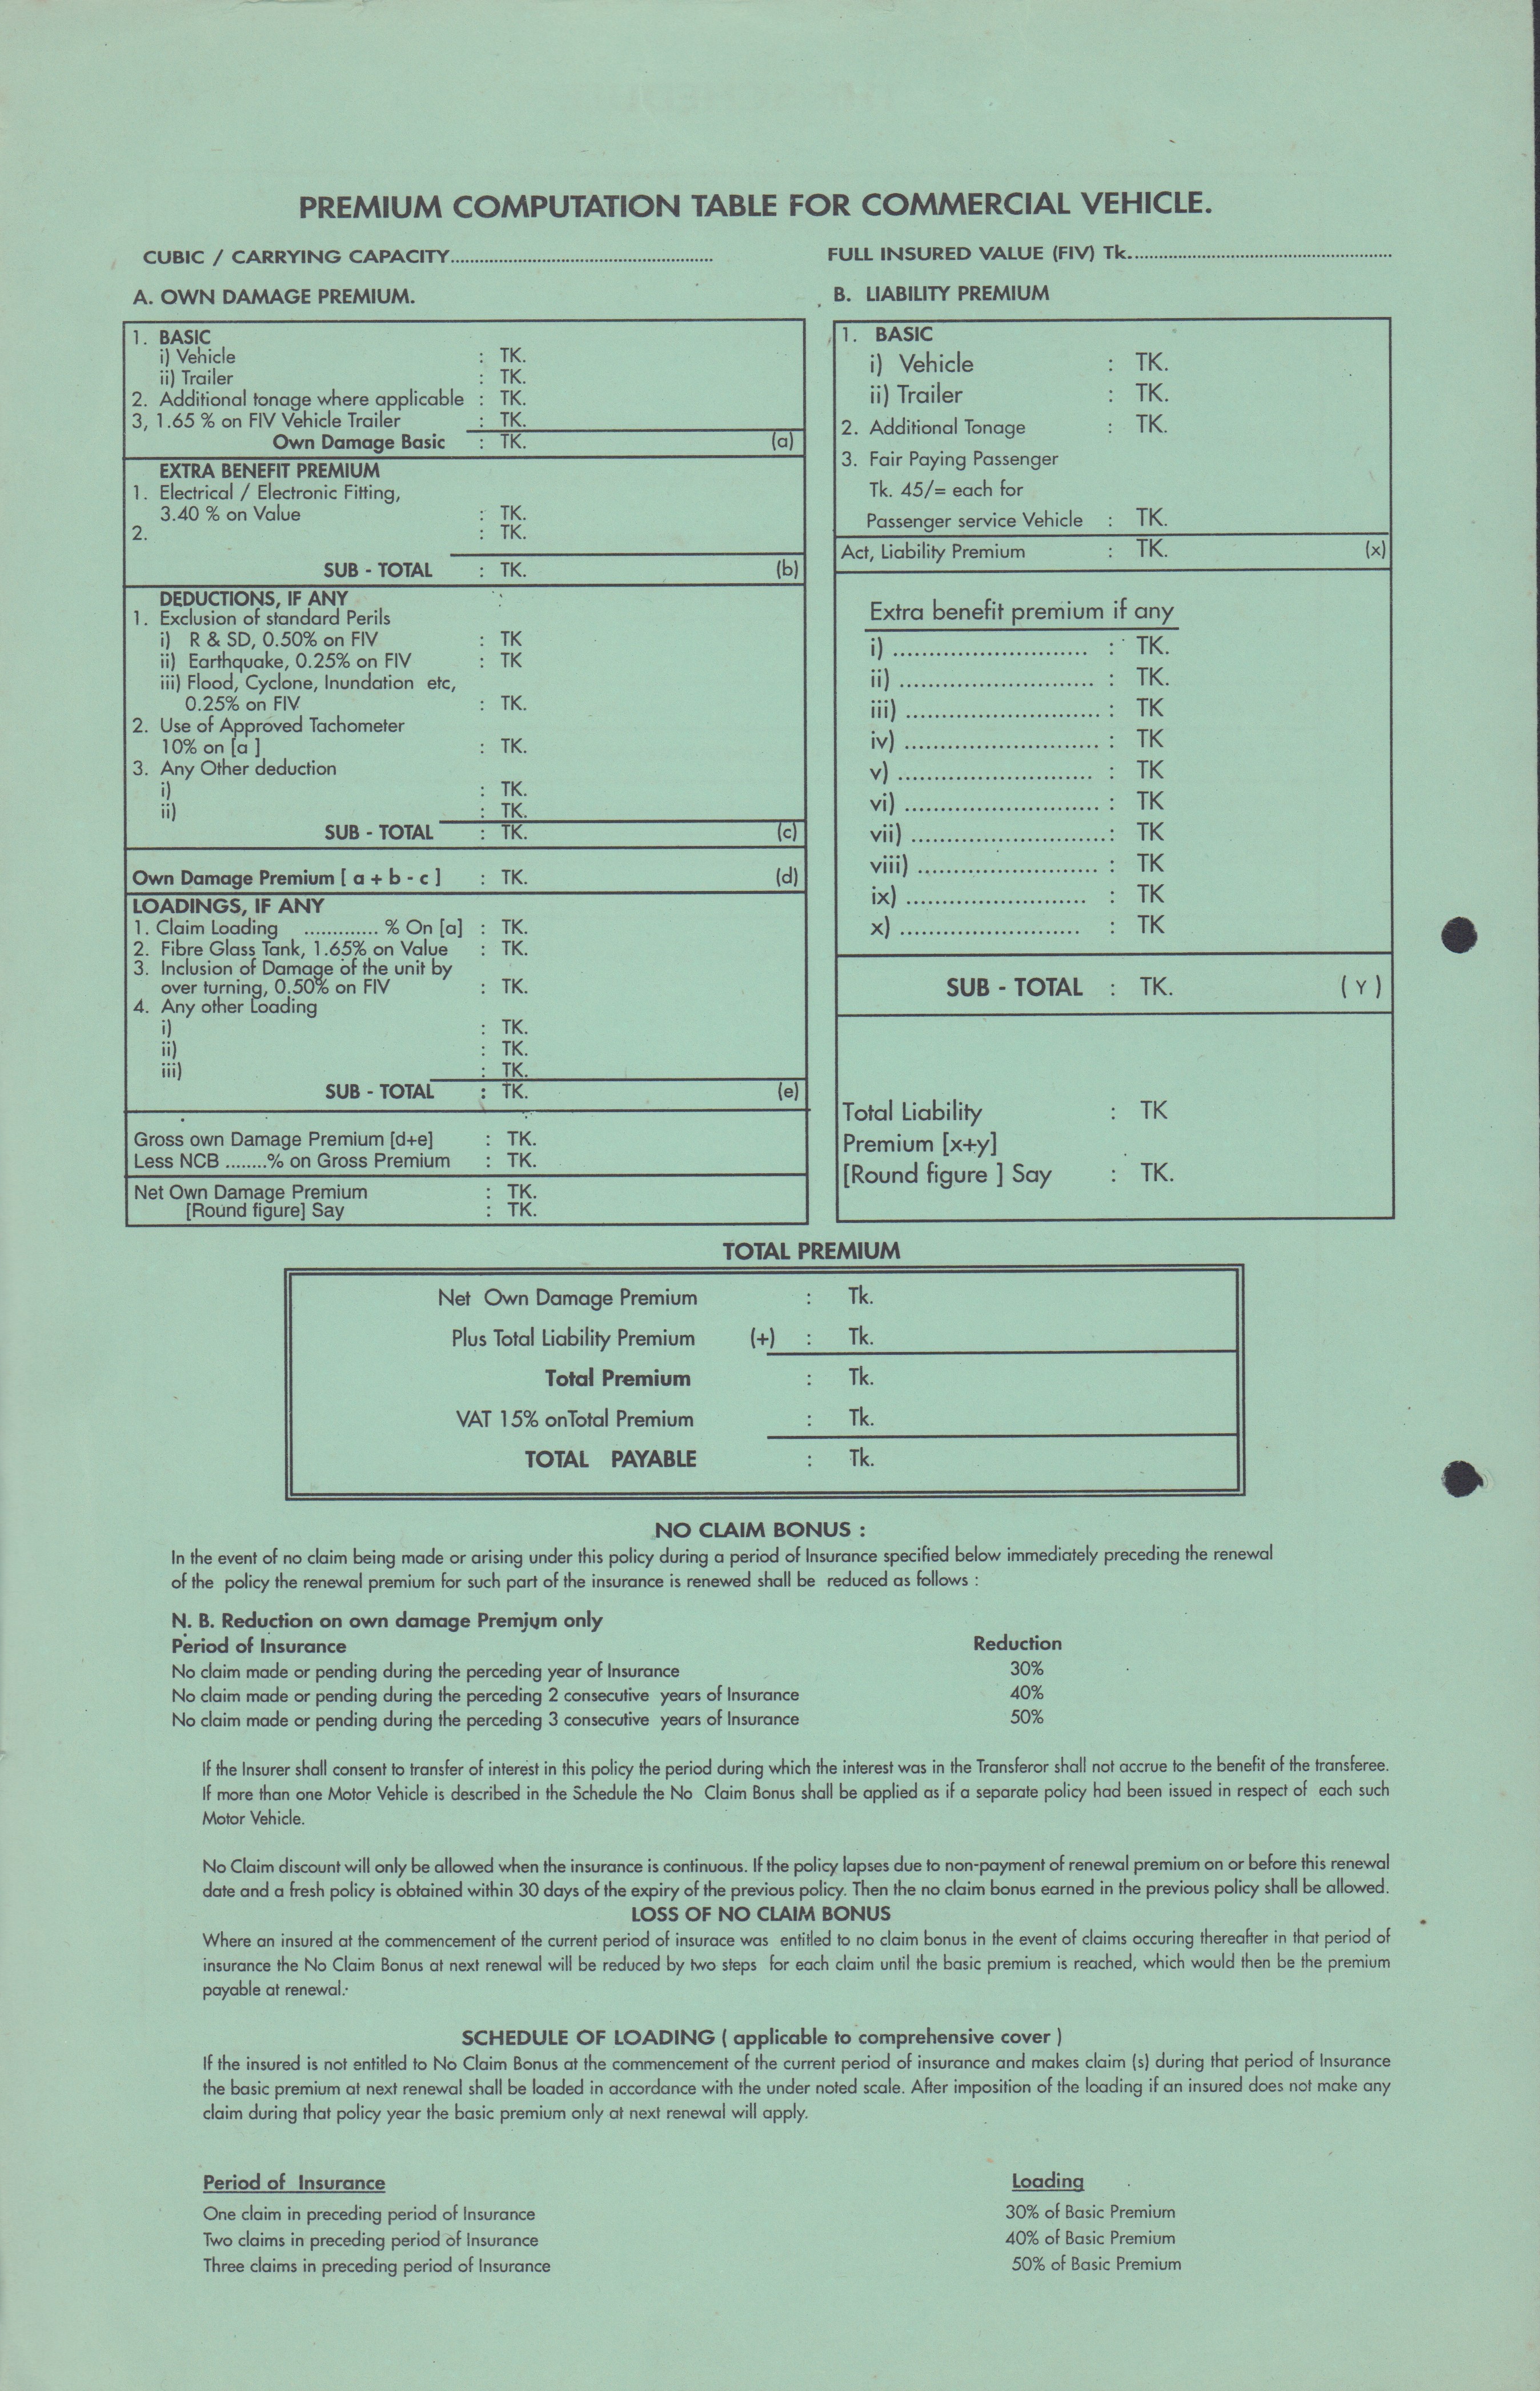 PREMIUM COMPUTATION TABLE FOR COMMERCIAL VEHICLE.
CUBIC / CARRYING CAPACITY........................................................
FULL INSURED VALUE (FIV) Tk........................................................
A. OWN DAMAGE PREMIUM.
1. BASIC
i) Vehicle : TK.
ii) Trailer : TK.
2. Additional tonage where applicable : TK.
3, 1.65 % on FIV Vehicle Trailer : TK.
Own Damage Basic : TK. (a)
EXTRA BENEFIT PREMIUM
1. Electrical / Electronic Fitting,
3.40 % on Value : TK.
2. : TK.
SUB - TOTAL : TK. (b)
DEDUCTIONS, IF ANY
1. Exclusion of standard Perils
i) R & SD, 0.50% on FIV : TK
ii) Earthquake, 0.25% on FIV : TK
iii) Flood, Cyclone, Inundation etc,
0.25% on FIV : TK.
2. Use of Approved Tachometer
10% on [a ] : TK.
3. Any Other deduction
i) : TK.
ii) : TK.
SUB - TOTAL : TK. (c)
Own Damage Premium [ a + b - c ] : TK. (d)
LOADINGS, IF ANY
1. Claim Loading ............. % On [a] : TK.
2. Fibre Glass Tank, 1.65% on Value : TK.
3. Inclusion of Damage of the unit by
over turning, 0.50% on FIV : TK.
4. Any other Loading
i) : TK.
ii) : TK.
iii) : TK.
SUB - TOTAL : TK. (e)
Gross own Damage Premium [d+e] : TK.
Less NCB ........% on Gross Premium : TK.
Net Own Damage Premium : TK.
[Round figure] Say : TK.
B. LIABILITY PREMIUM
1. BASIC
i) Vehicle : TK.
ii) Trailer : TK.
2. Additional Tonage : TK.
3. Fair Paying Passenger
Tk. 45/= each for
Passenger service Vehicle : TK.
Act, Liability Premium : TK. (x)
Extra benefit premium if any
i) ............................ : TK.
ii) ............................ : TK.
iii) ............................ : TK
iv) ............................ : TK
v) ............................ : TK
vi) ............................ : TK
vii) ............................ : TK
viii) ............................ : TK
ix) .......................... : TK
x) .......................... : TK
SUB - TOTAL : TK. ( Y )
Total Liability : TK
Premium [x+y]
[Round figure ] Say : TK.
TOTAL PREMIUM
Net Own Damage Premium : Tk.
Plus Total Liability Premium (+) : Tk.
Total Premium : Tk.
VAT 15% onTotal Premium : Tk.
TOTAL PAYABLE : Tk.
NO CLAIM BONUS :
In the event of no claim being made or arising under this policy during a period of Insurance specified below immediately preceding the renewal
of the policy the renewal premium for such part of the insurance is renewed shall be reduced as follows :
N. B. Reduction on own damage Premium only
Period of Insurance Reduction
No claim made or pending during the perceding year of Insurance 30%
No claim made or pending during the perceding 2 consecutive years of Insurance 40%
No claim made or pending during the perceding 3 consecutive years of Insurance 50%
If the Insurer shall consent to transfer of interest in this policy the period during which the interest was in the Transferor shall not accrue to the benefit of the transferee.
If more than one Motor Vehicle is described in the Schedule the No Claim Bonus shall be applied as if a separate policy had been issued in respect of each such
Motor Vehicle.
No Claim discount will only be allowed when the insurance is continuous. If the policy lapses due to non-payment of renewal premium on or before this renewal
date and a fresh policy is obtained within 30 days of the expiry of the previous policy. Then the no claim bonus earned in the previous policy shall be allowed.
LOSS OF NO CLAIM BONUS
Where an insured at the commencement of the current period of insurace was entitled to no claim bonus in the event of claims occuring thereafter in that period of
insurance the No Claim Bonus at next renewal will be reduced by two steps for each claim until the basic premium is reached, which would then be the premium
payable at renewal.
SCHEDULE OF LOADING ( applicable to comprehensive cover )
If the insured is not entitled to No Claim Bonus at the commencement of the current period of insurance and makes claim (s) during that period of Insurance
the basic premium at next renewal shall be loaded in accordance with the under noted scale. After imposition of the loading if an insured does not make any
claim during that policy year the basic premium only at next renewal will apply.
Period of Insurance Loading
One claim in preceding period of Insurance 30% of Basic Premium
Two claims in preceding period of Insurance 40% of Basic Premium
Three claims in preceding period of Insurance 50% of Basic Premium